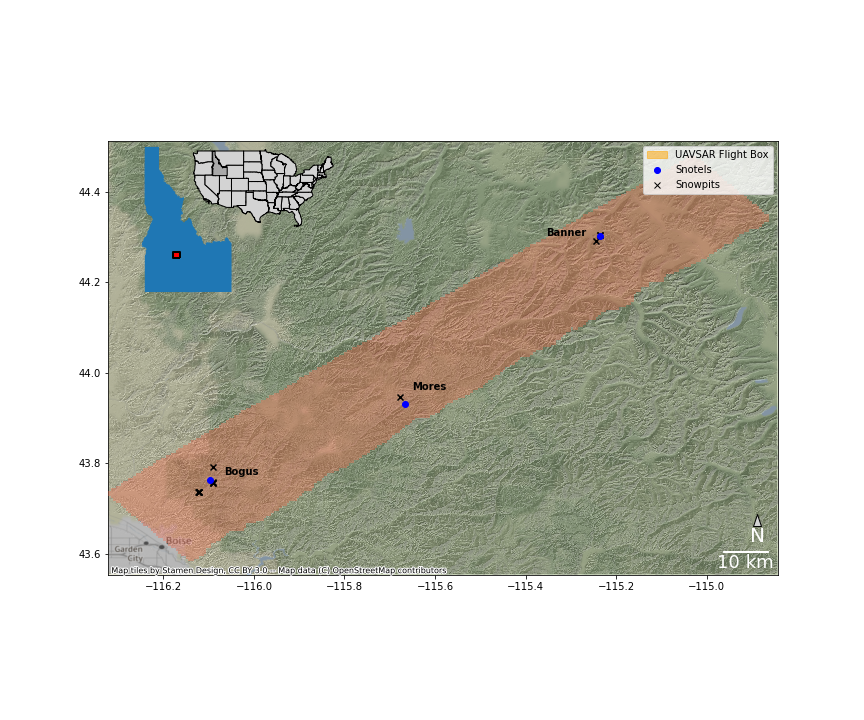 UAVSAR Flight Box
Snotels
Snowpits
44.4
44.2
44.0
43.8
43.6
Banner
Mores
Bogus
Boise
Garden
City
N
10 km
Map tiles by Stamen Design, CC BY 3.0 -- Map data (C) OpenStreetMap contributors
−116.2
−116.0
−115.8
−115.6
−115.4
−115.2
−115.0